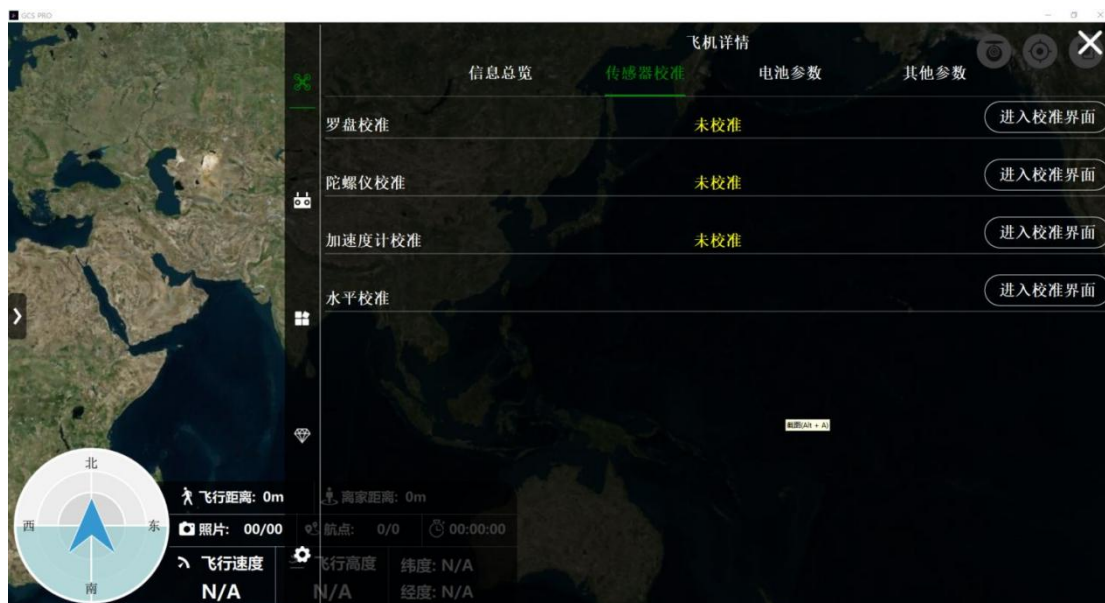 GCS PRO
飞机详情
信息总览 传感器校准 电池参数 其他参数
罗盘校准 未校准 进入校准界面
陀螺仪校准 未校准 进入校准界面
加速度计校准 未校准 进入校准界面
水平校准 进入校准界面
截图(Alt + A)
北
西 东
南
飞行距离: 0m 离家距离: 0m
照片: 00/00 航点: 0/0 00:00:00
飞行速度 飞行高度 纬度: N/A
N/A N/A 经度: N/A